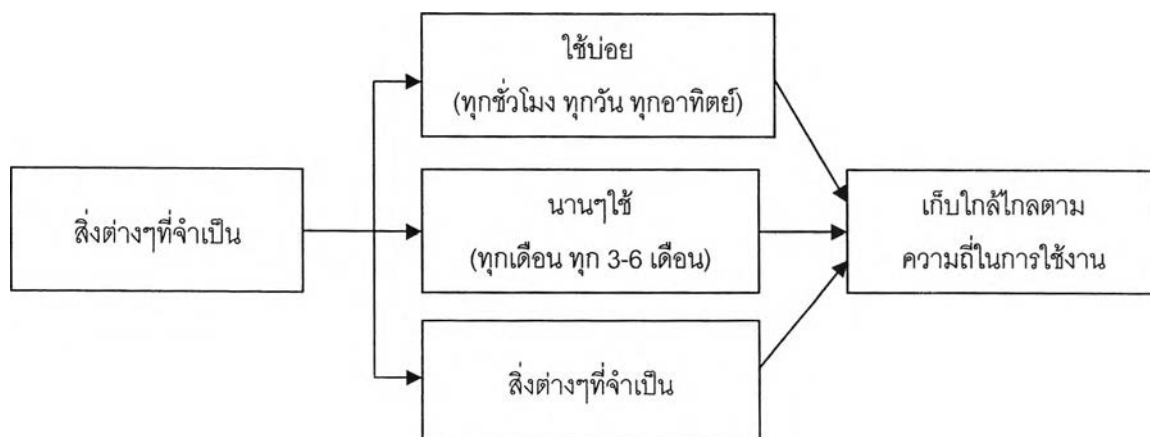 ใช้บ่อย
(ทุกชั่วโมง ทุกวัน ทุกอาทิตย์)
สิ่งต่างๆที่จำเป็น
นานๆใช้
(ทุกเดือน ทุก 3-6 เดือน)
เก็บใกล้ไกลตาม
ความถี่ในการใช้งาน
สิ่งต่างๆที่จำเป็น